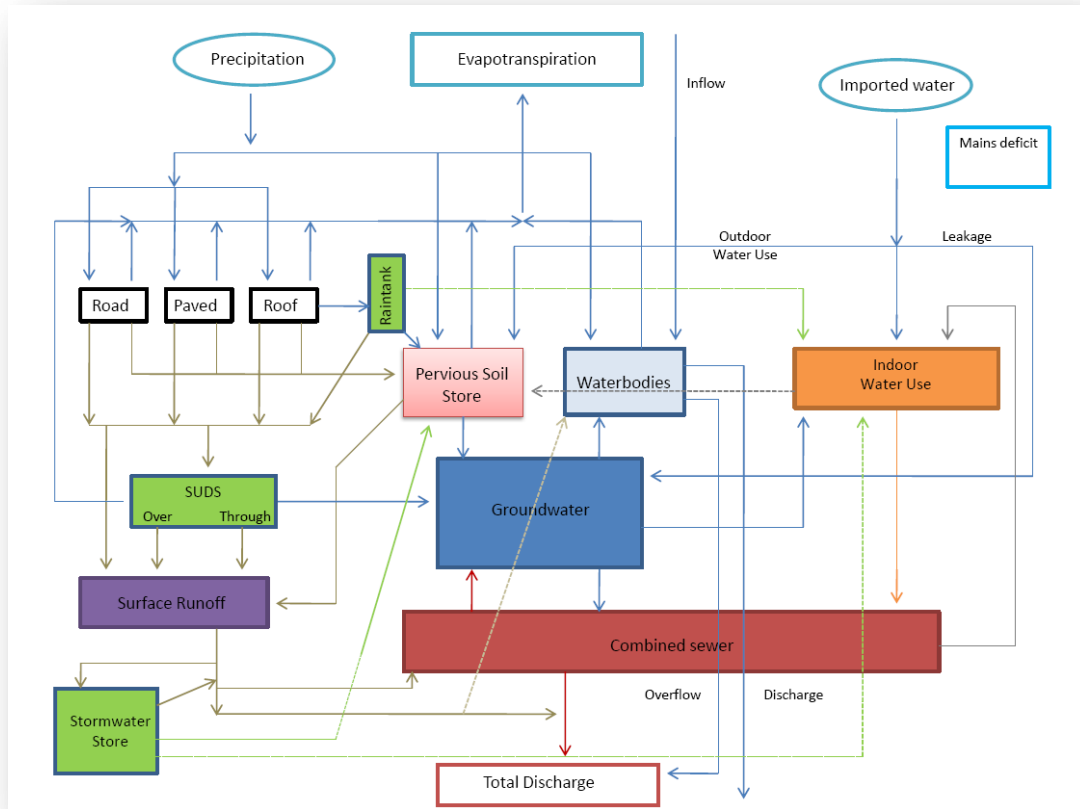 Precipitation
Evapotranspiration
Inflow
Imported water
Mains deficit
Outdoor
Water Use
Leakage
Road
Paved
Roof
Raintank
Pervious Soil
Store
Waterbodies
Indoor
Water Use
SUDS
Over
Through
Groundwater
Surface Runoff
Combined sewer
Overflow
Discharge
Stormwater
Store
Total Discharge